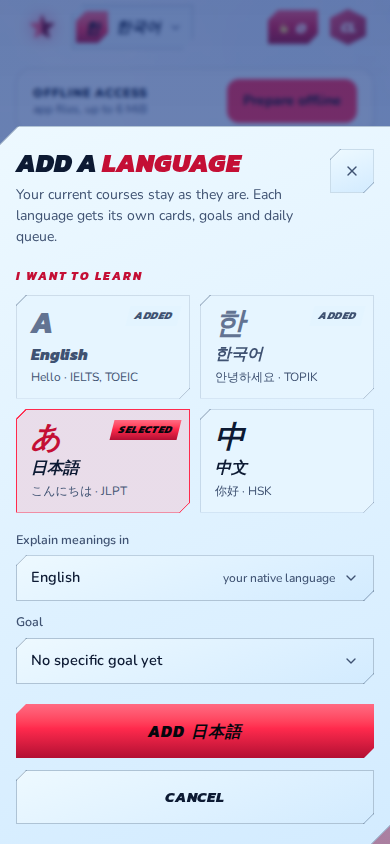 한국어
OFFLINE ACCESS
Prepare offline
ADD A LANGUAGE
Your current courses stay as they are. Each
language gets its own cards, goals and daily
queue.
I WANT TO LEARN
A
ADDED
English
Hello · IELTS, TOEIC
한
ADDED
한국어
안녕하세요 · TOPIK
あ
SELECTED
日本語
こんにちは · JLPT
中
中文
你好 · HSK
Explain meanings in
English
your native language
Goal
No specific goal yet
ADD 日本語
CANCEL